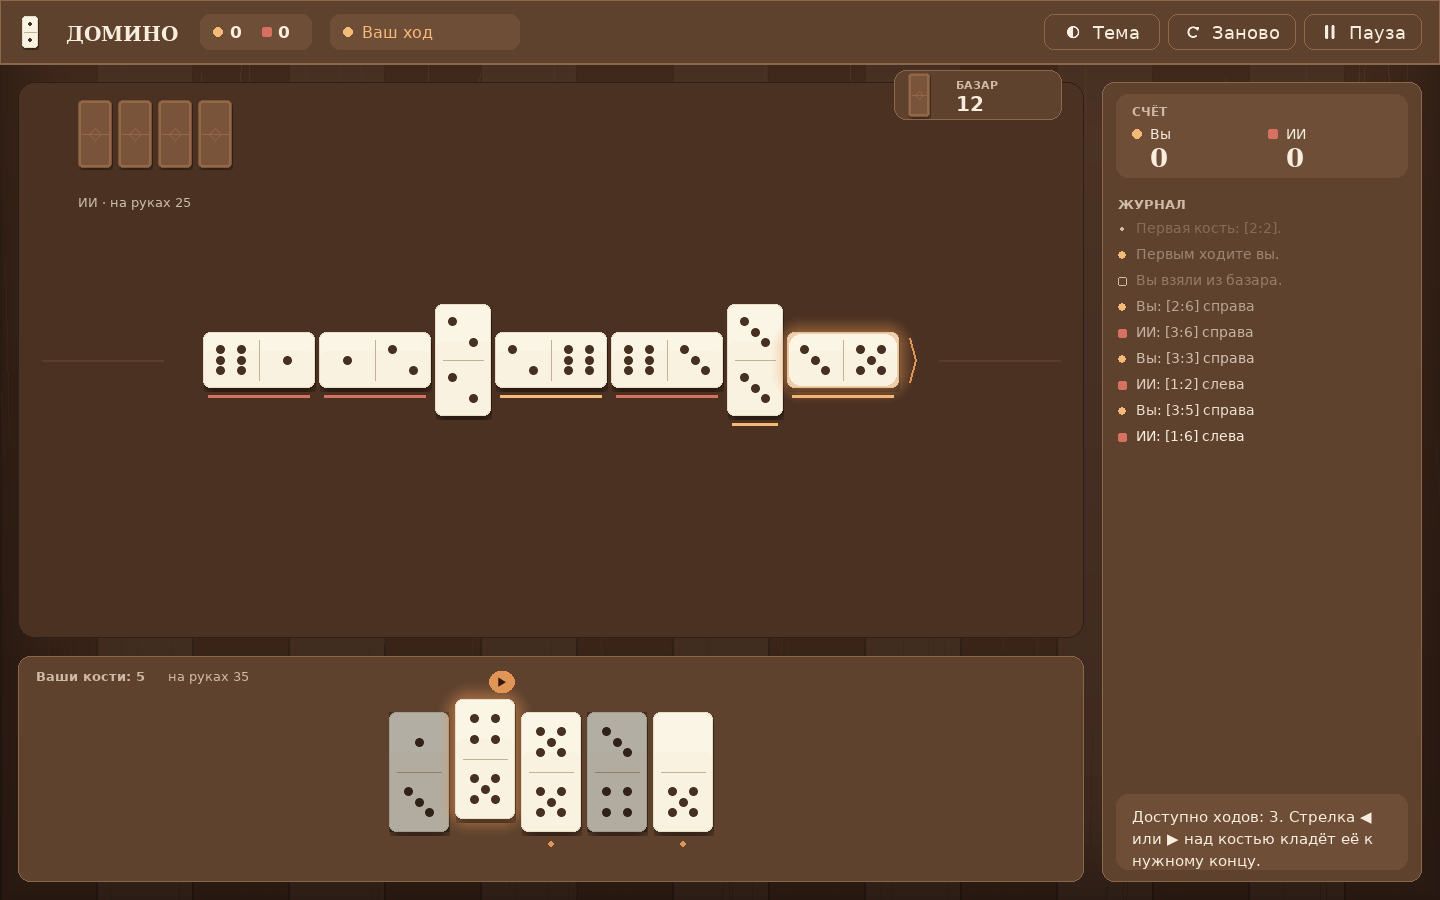 ДОМИНО
0 0
Ваш ход
Тема
Заново
Пауза
БАЗАР
12
ИИ · на руках 25
СЧЁТ
Вы ИИ
0 0
ЖУРНАЛ
Первая кость: [2:2].
Первым ходите вы.
Вы взяли из базара.
Вы: [2:6] справа
ИИ: [3:6] справа
Вы: [3:3] справа
ИИ: [1:2] слева
Вы: [3:5] справа
ИИ: [1:6] слева
Ваши кости: 5 на руках 35
Доступно ходов: 3. Стрелка ◀
или ▶ над костью кладёт её к
нужному концу.